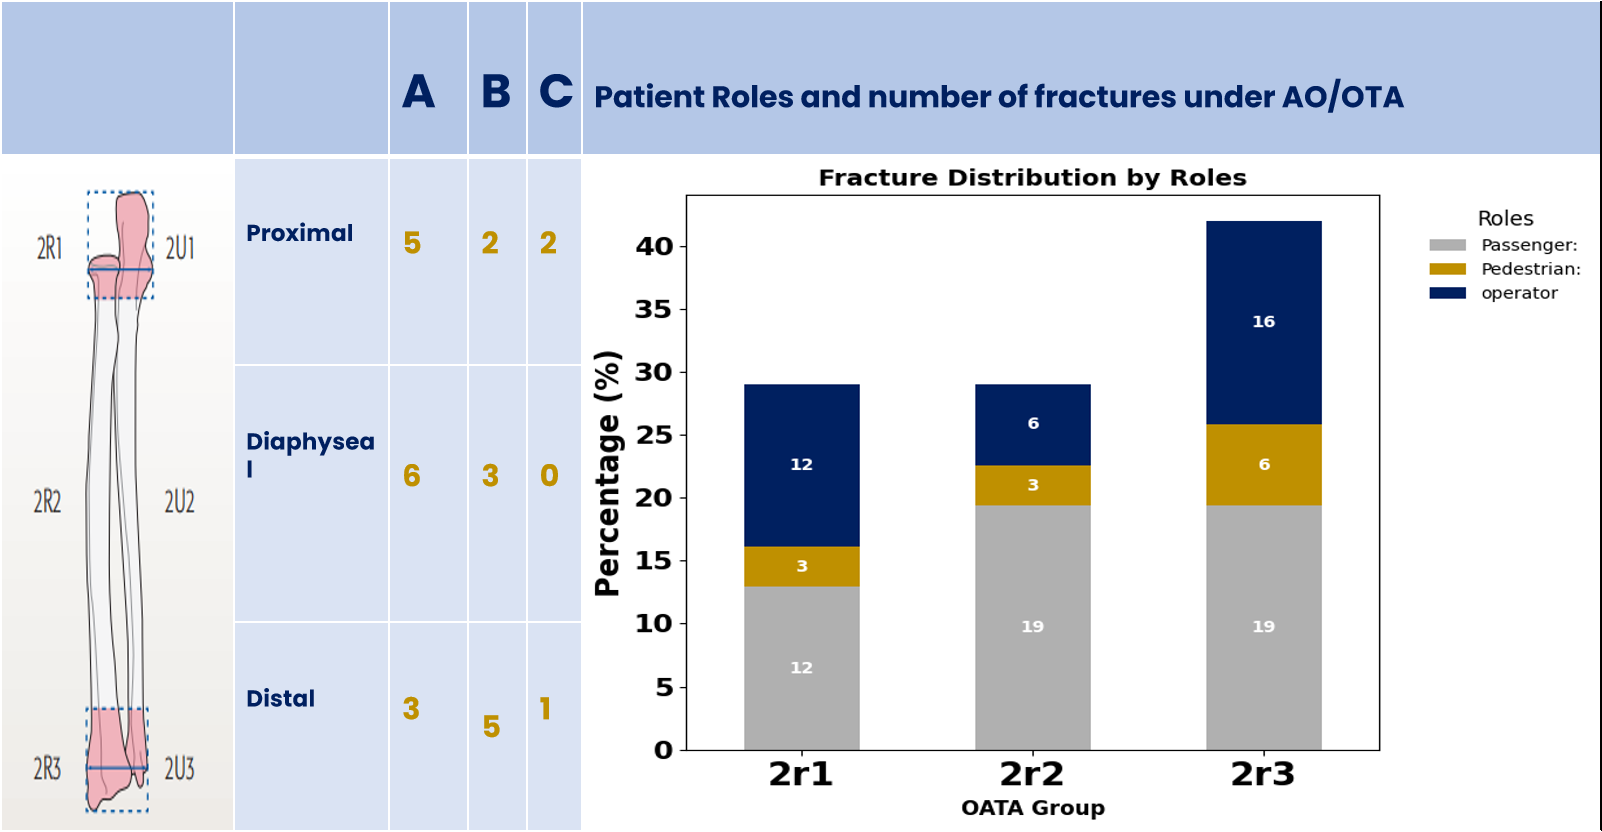 A B C Patient Roles and number of fractures under AO/OTA
2R1 2U1
2R2 2U2
2R3 2U3
Proximal 5 2 2
Diaphysea
l
6 3 0
Distal 3 5 1
Fracture Distribution by Roles
Percentage (%)
40
35
30
25
20
15
10
5
0
12
3
12
6
3
19
16
6
19
2r1 2r2 2r3
OATA Group
Roles
Passenger:
Pedestrian:
operator